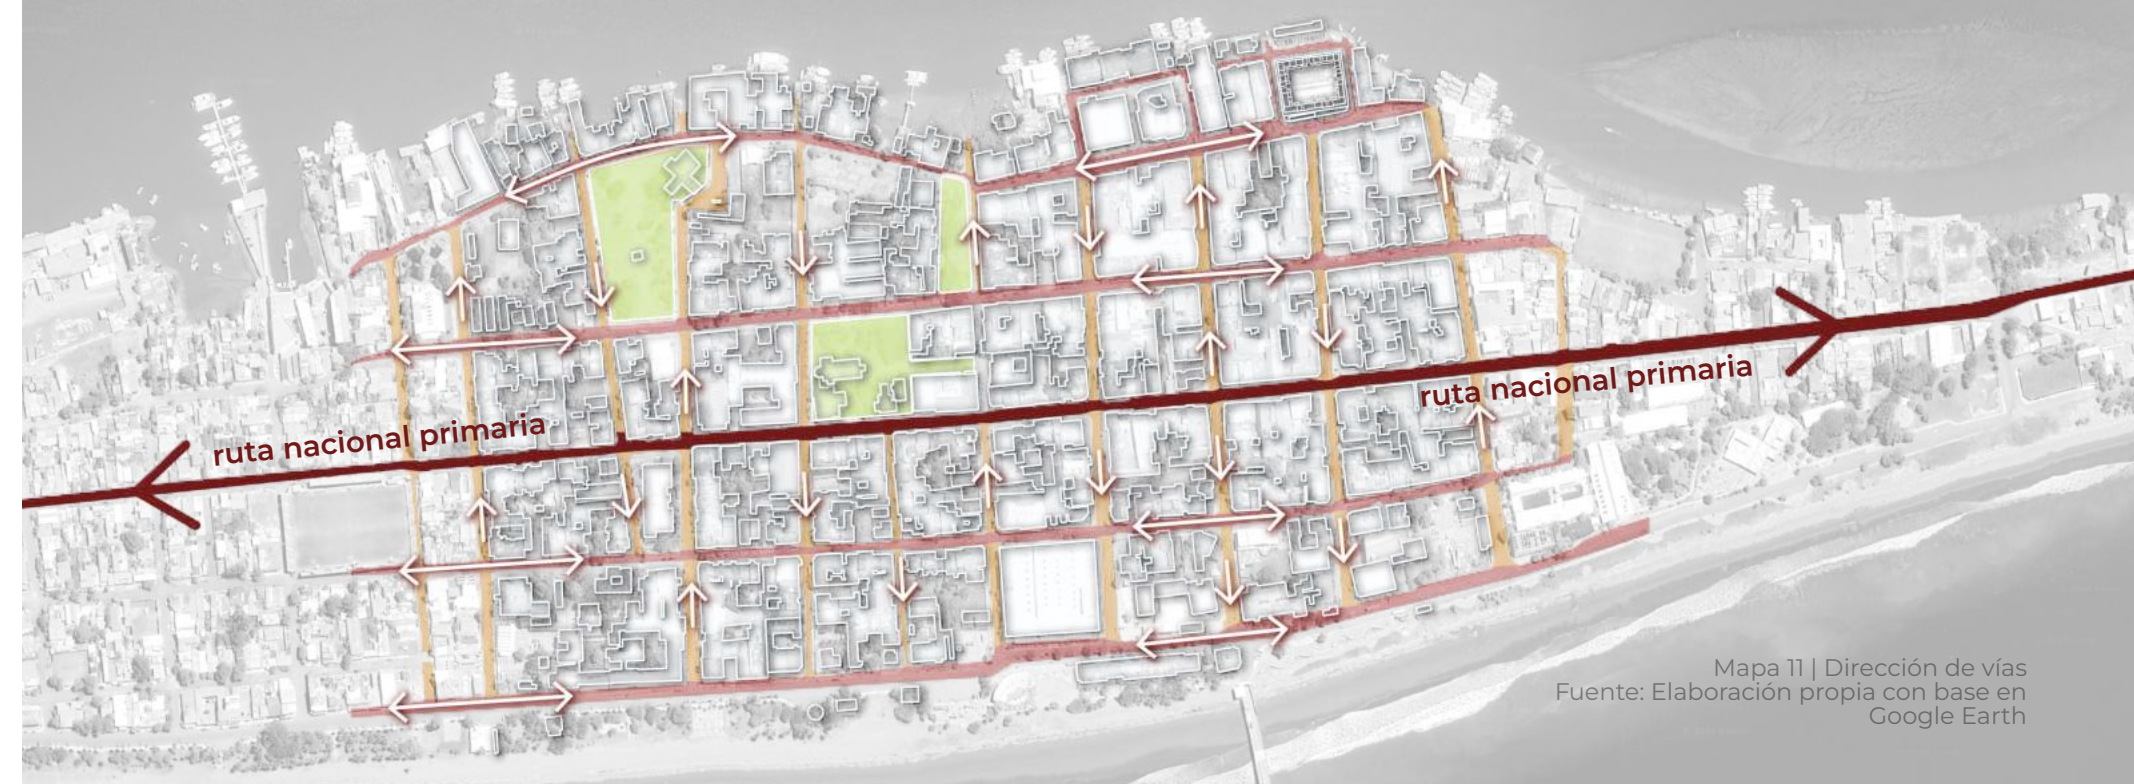 ruta nacional primaria
ruta nacional primaria
Mapa 11 | Dirección de vías
Fuente: Elaboración propia con base en
Google Earth